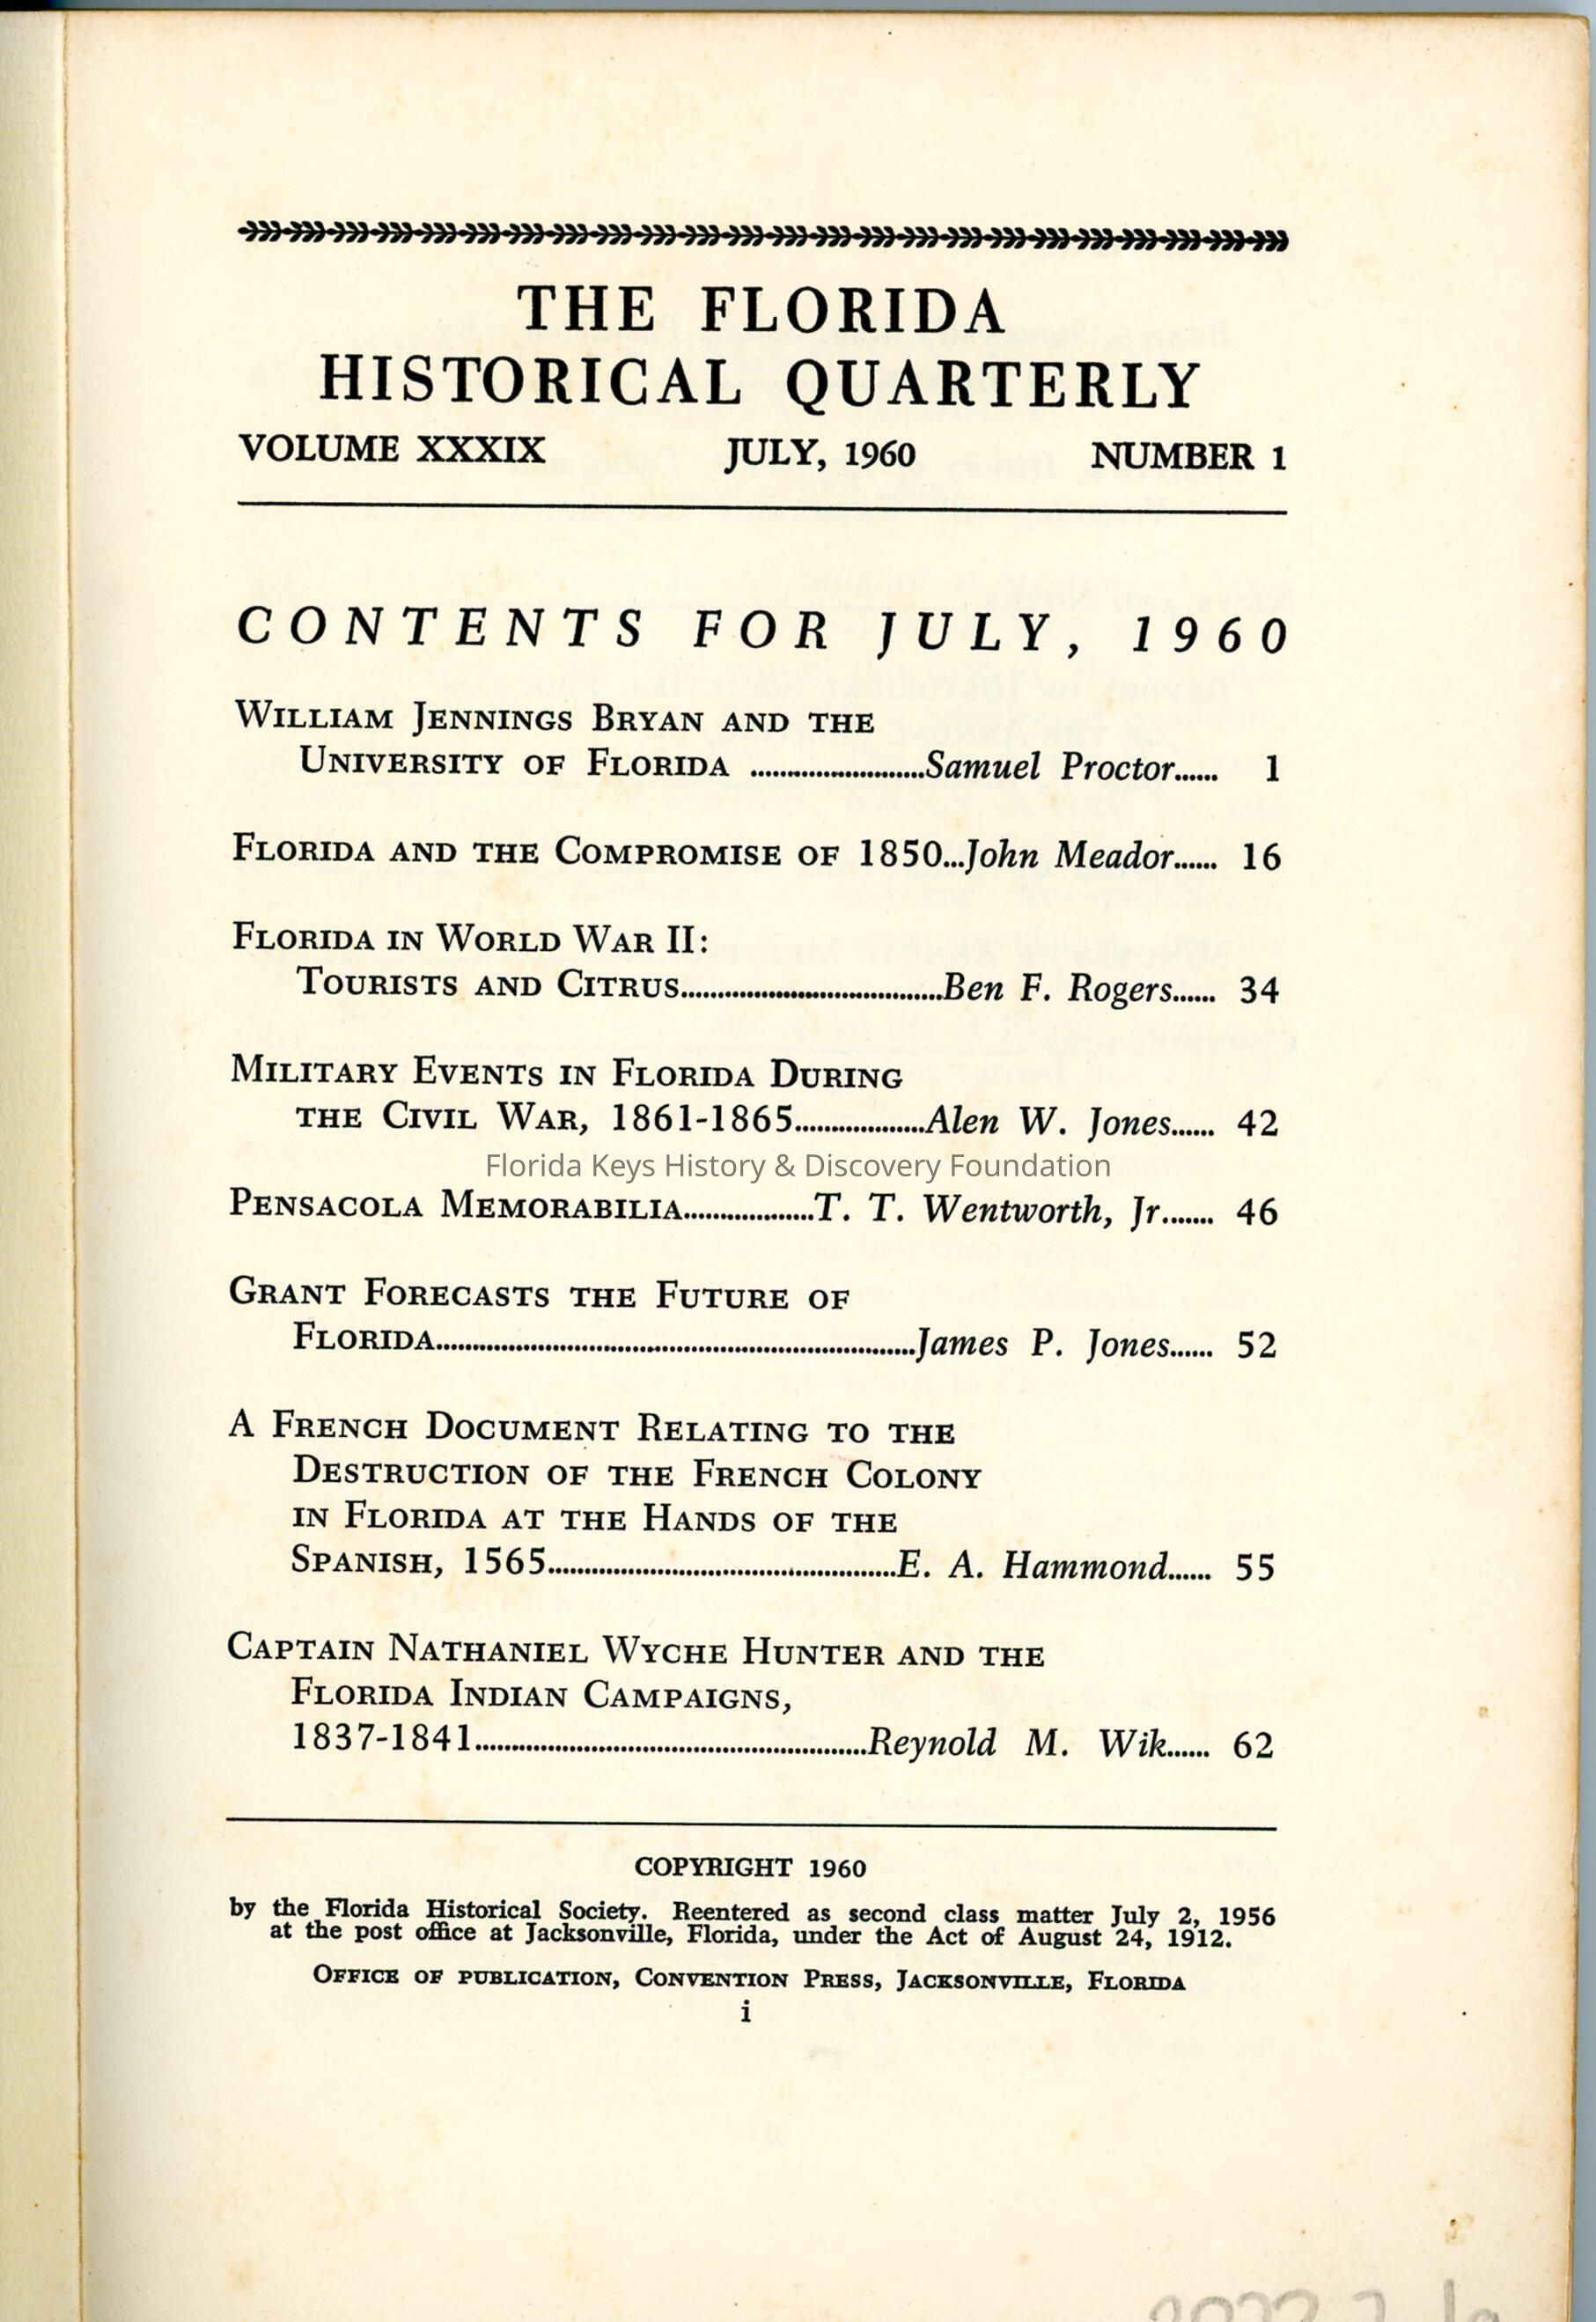 THE FLORIDA
HISTORICAL QUARTERLY
VOLUME XXXIX JULY, 1960 NUMBER 1
CONTENTS FOR JULY, 1960
WILLIAM JENNINGS BRYAN AND THE
UNIVERSITY OF FLORIDA ........................Samuel Proctor...... 1
FLORIDA AND THE COMPROMISE OF 1850...John Meador...... 16
FLORIDA IN WORLD WAR II:
TOURISTS AND CITRUS....................................Ben F. Rogers...... 34
MILITARY EVENTS IN FLORIDA DURING
THE CIVIL WAR, 1861-1865..................Alen W. Jones...... 42
Florida Keys History & Discovery Foundation
PENSACOLA MEMORABILIA..................T. T. Wentworth, Jr....... 46
GRANT FORECASTS THE FUTURE OF
FLORIDA..................................................................James P. Jones...... 52
A FRENCH DOCUMENT RELATING TO THE
DESTRUCTION OF THE FRENCH COLONY
IN FLORIDA AT THE HANDS OF THE
SPANISH, 1565................................................E. A. Hammond...... 55
CAPTAIN NATHANIEL WYCHE HUNTER AND THE
FLORIDA INDIAN CAMPAIGNS,
1837-1841......................................................Reynold M. Wik...... 62
COPYRIGHT 1960
by the Florida Historical Society. Reentered as second class matter July 2, 1956
at the post office at Jacksonville, Florida, under the Act of August 24, 1912.
OFFICE OF PUBLICATION, CONVENTION PRESS, JACKSONVILLE, FLORIDA
i